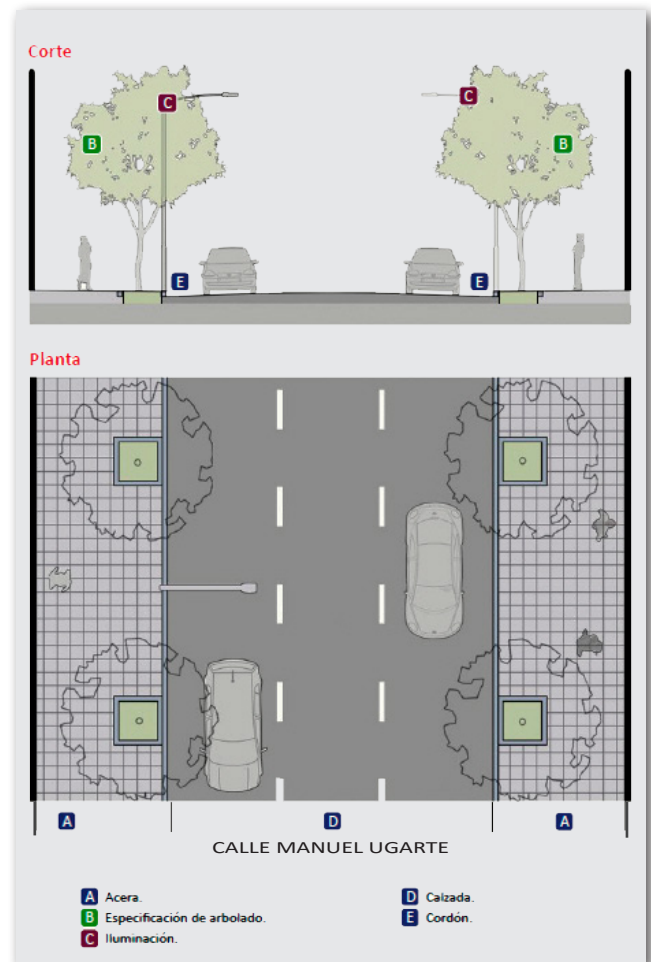 Corte
C
C
B
B
E
E
Planta
A
D
A
CALLE MANUEL UGARTE
A Acera.
B Especificación de arbolado.
C Iluminación.
D Calzada.
E Cordón.